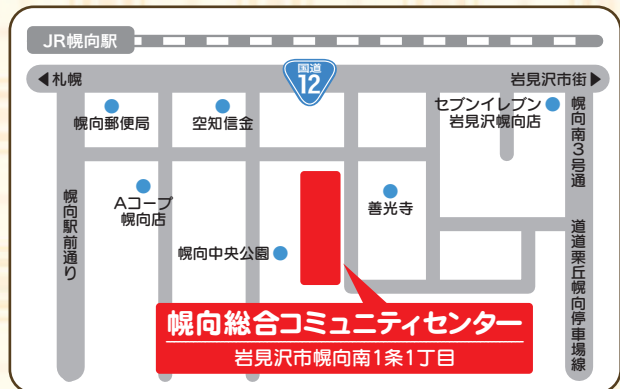 JR幌向駅
国道
12
◀札幌
岩見沢市街▶
幌向郵便局
空知信金
セブンイレブン
岩見沢幌向店
幌向南3号通
Aコープ
幌向店
善光寺
幌向駅前通り
幌向中央公園
道道栗丘幌向停車場線
幌向総合コミュニティセンター
岩見沢市幌向南1条1丁目